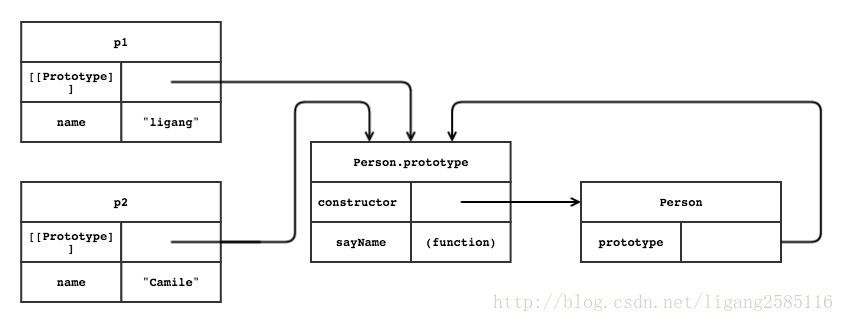 p1
[[Prototype]
]
name "ligang"
Person.prototype
constructor
sayName (function)
p2
[[Prototype]
]
name "Camile"
Person
prototype
http://blog.csdn.net/ligang2585116